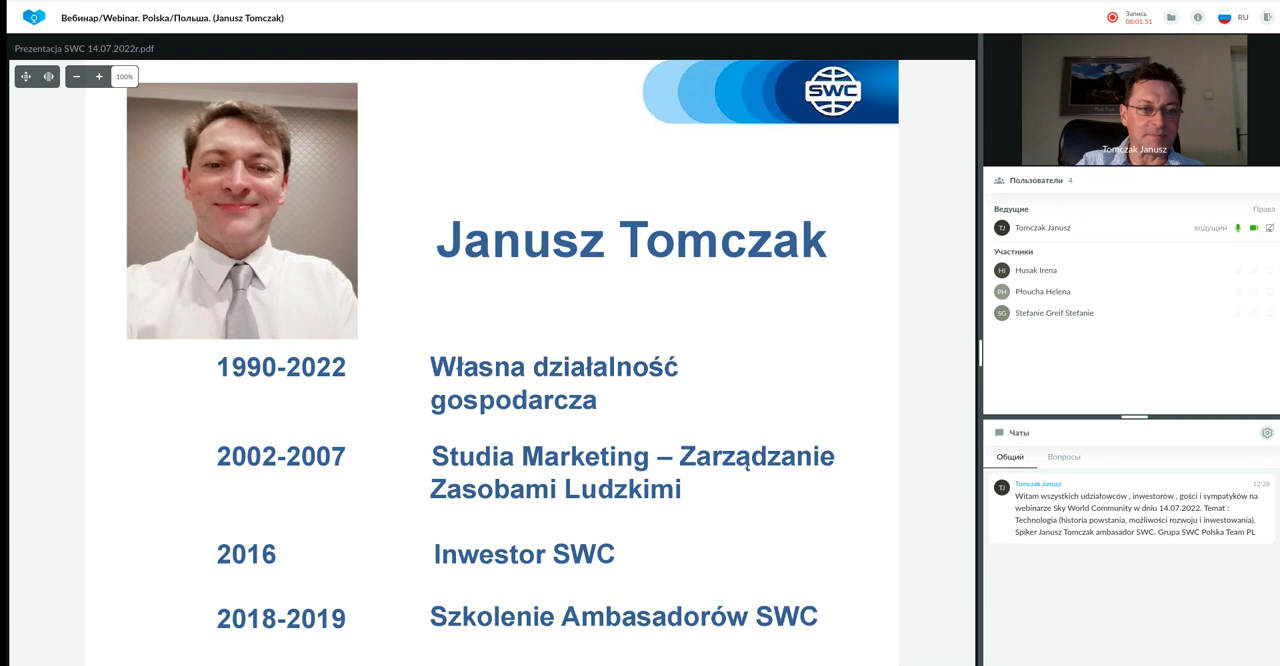 Вебинар/Webinar. Polska/Польша. (Janusz Tomczak)
Запись
00:01:51
RU
Prezentacja SWC 14.07.2022r.pdf
100%
SWC
Janusz Tomczak
1990-2022 Własna działalność
gospodarcza
2002-2007 Studia Marketing – Zarządzanie
Zasobami Ludzkimi
2016 Inwestor SWC
2018-2019 Szkolenie Ambasadorów SWC
Tomczak Janusz
Пользователи 4
Ведущие Права
TJ Tomczak Janusz ведущий
Участники
HI Husak Irena
PH Płoucha Helena
SG Stefanie Greif Stefanie
Чаты
Общий Вопросы
TJ Tomczak Janusz 12:28
Witam wszystkich udziałowców , inwestorów , gości i sympatyków na
webinarze Sky World Community w dniu 14.07.2022. Temat :
Technologia (historia powstania, możliwości rozwoju i inwestowania).
Spiker Janusz Tomczak ambasador SWC. Grupa SWC Polska Team PL